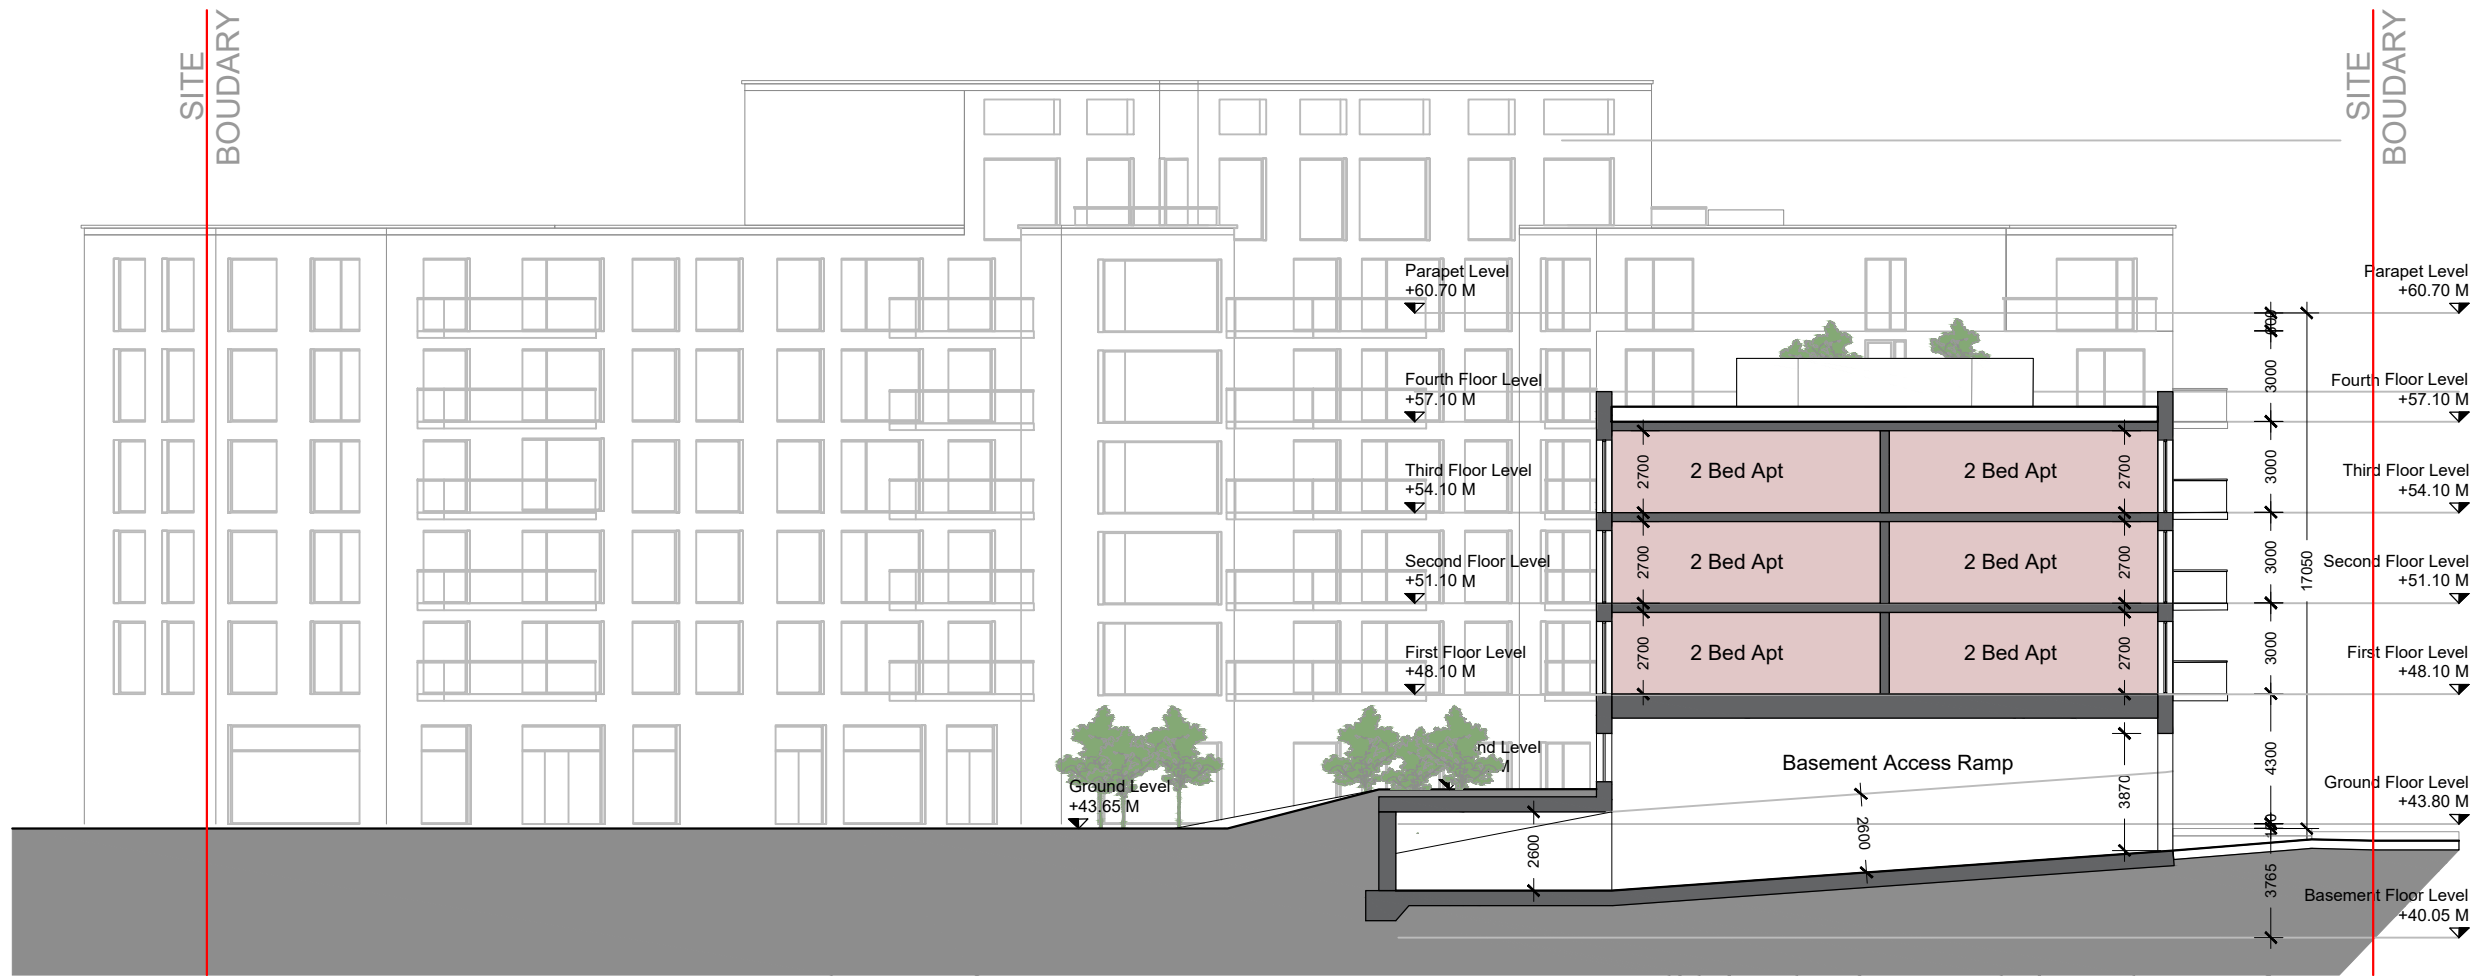 SITE
BOUDARY
SITE
BOUDARY
Parapet Level
+60.70 M
Fourth Floor Level
+57.10 M
Third Floor Level
+54.10 M
Second Floor Level
+51.10 M
First Floor Level
+48.10 M
nd Level
M
Ground Level
+43.65 M
2 Bed Apt
2 Bed Apt
2 Bed Apt
2 Bed Apt
2 Bed Apt
2 Bed Apt
2700
2700
2700
2700
2700
2700
Basement Access Ramp
3870
2600
2600
3000
3000
3000
3000
4300
3765
17050
Parapet Level
+60.70 M
Fourth Floor Level
+57.10 M
Third Floor Level
+54.10 M
Second Floor Level
+51.10 M
First Floor Level
+48.10 M
Ground Floor Level
+43.80 M
Basement Floor Level
+40.05 M